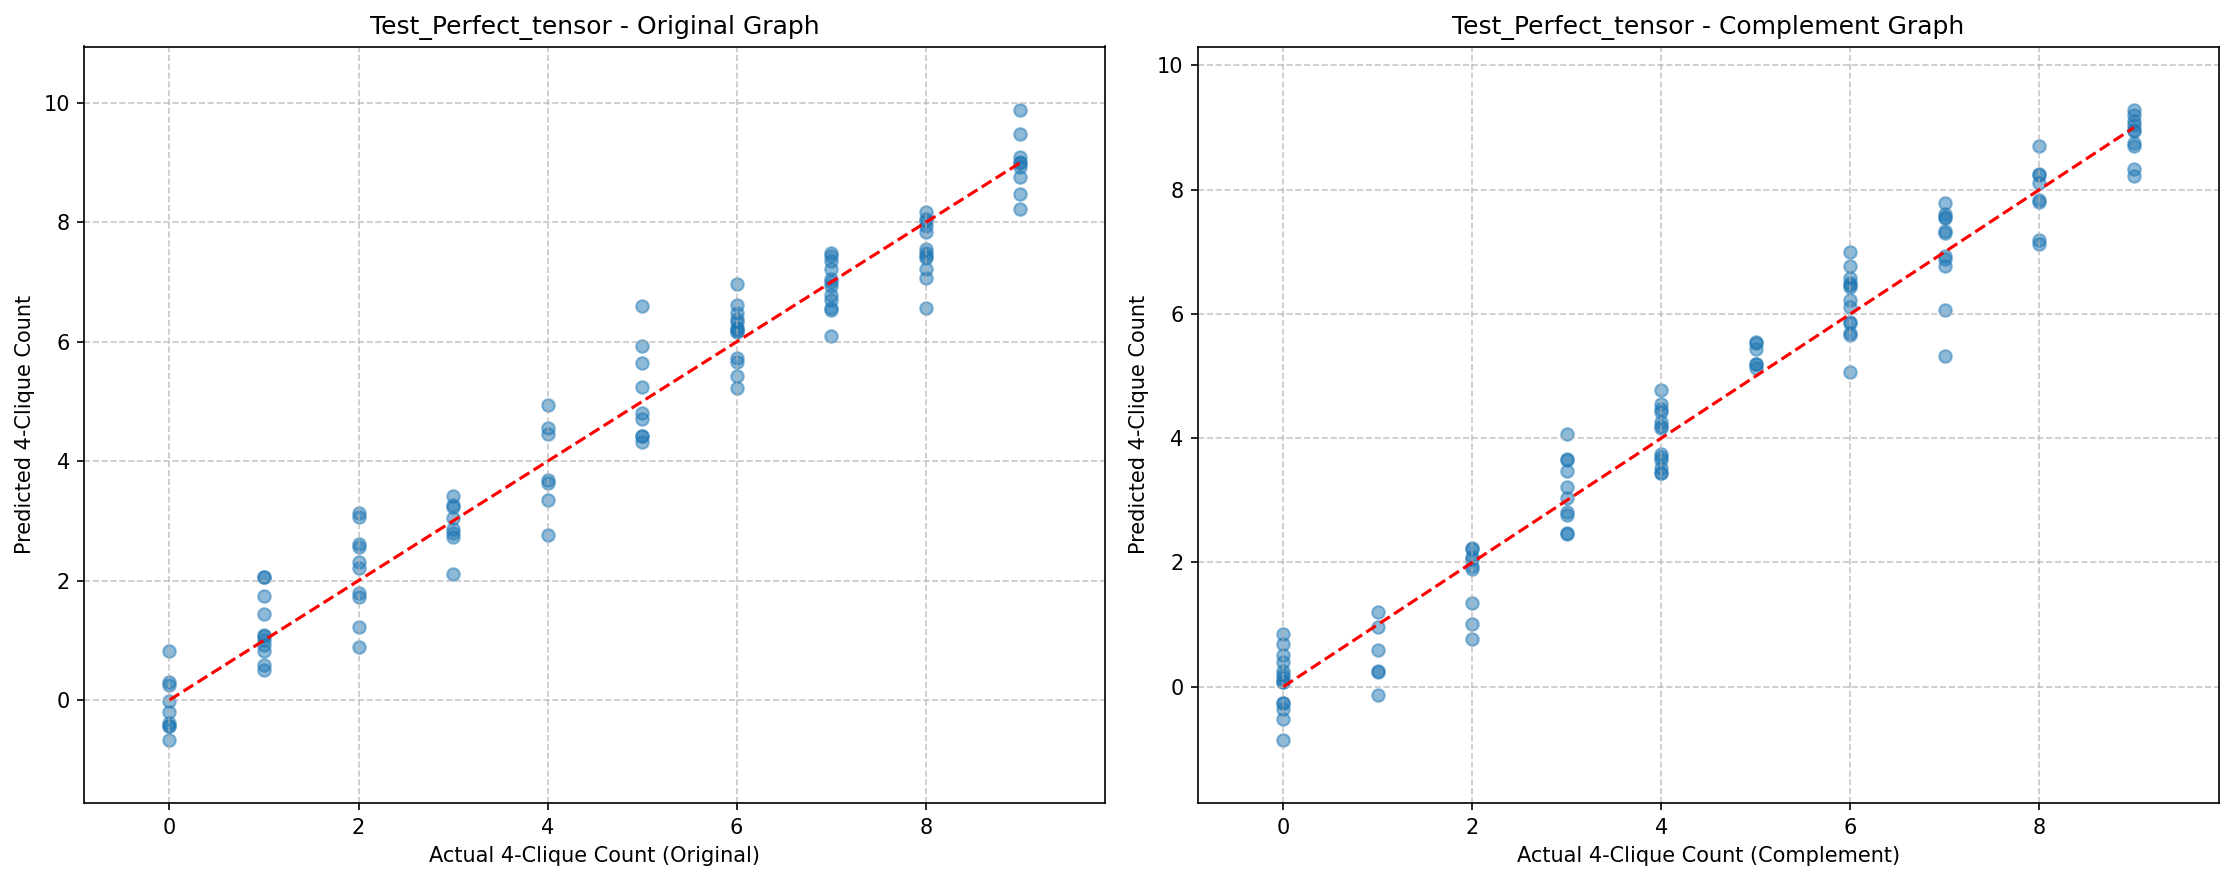 Test_Perfect_tensor - Original Graph
10
8
6
4
2
0
Predicted 4-Clique Count
0 2 4 6 8
Actual 4-Clique Count (Original)
Test_Perfect_tensor - Complement Graph
10
8
6
4
2
0
Predicted 4-Clique Count
0 2 4 6 8
Actual 4-Clique Count (Complement)